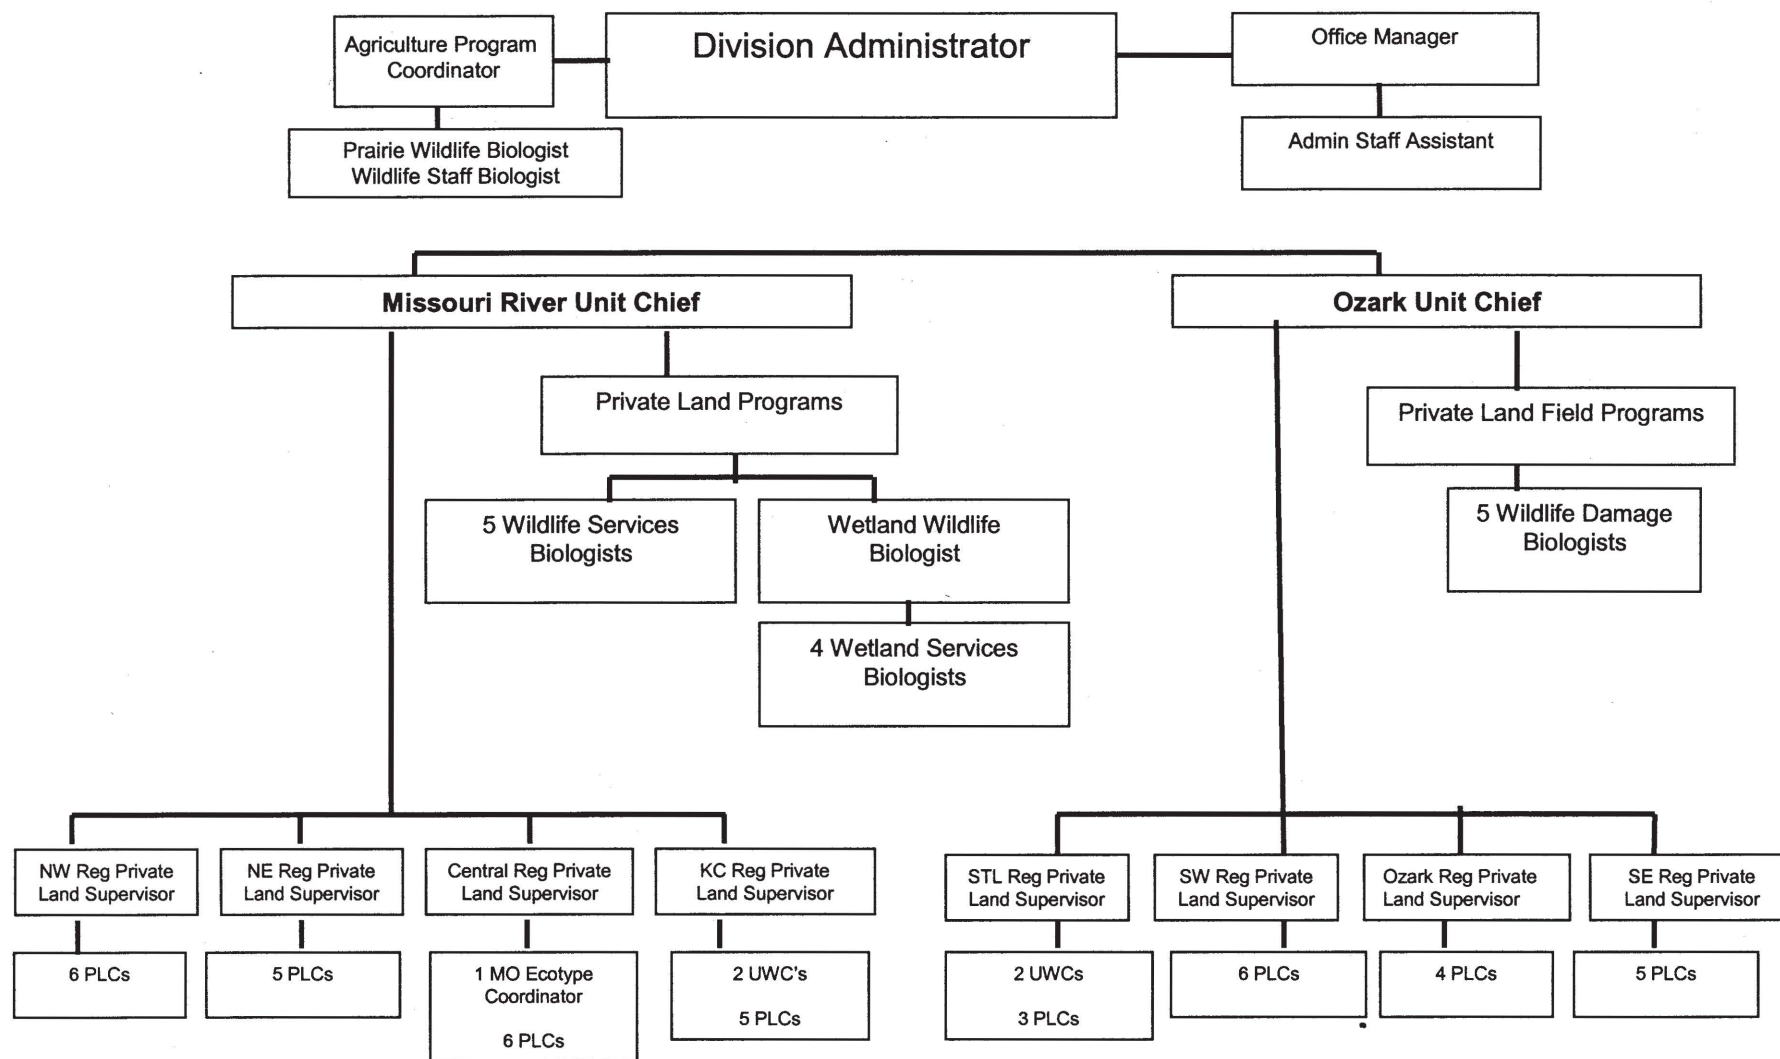 Agriculture Program
Coordinator
Division Administrator
Office Manager
Prairie Wildlife Biologist
Wildlife Staff Biologist
Admin Staff Assistant
Missouri River Unit Chief
Ozark Unit Chief
Private Land Programs
Private Land Field Programs
5 Wildlife Services
Biologists
Wetland Wildlife
Biologist
5 Wildlife Damage
Biologists
4 Wetland Services
Biologists
NW Reg Private
Land Supervisor
NE Reg Private
Land Supervisor
Central Reg Private
Land Supervisor
KC Reg Private
Land Supervisor
STL Reg Private
Land Supervisor
SW Reg Private
Land Supervisor
Ozark Reg Private
Land Supervisor
SE Reg Private
Land Supervisor
6 PLCs
5 PLCs
1 MO Ecotype
Coordinator
6 PLCs
2 UWC's
5 PLCs
2 UWCs
3 PLCs
6 PLCs
4 PLCs
5 PLCs